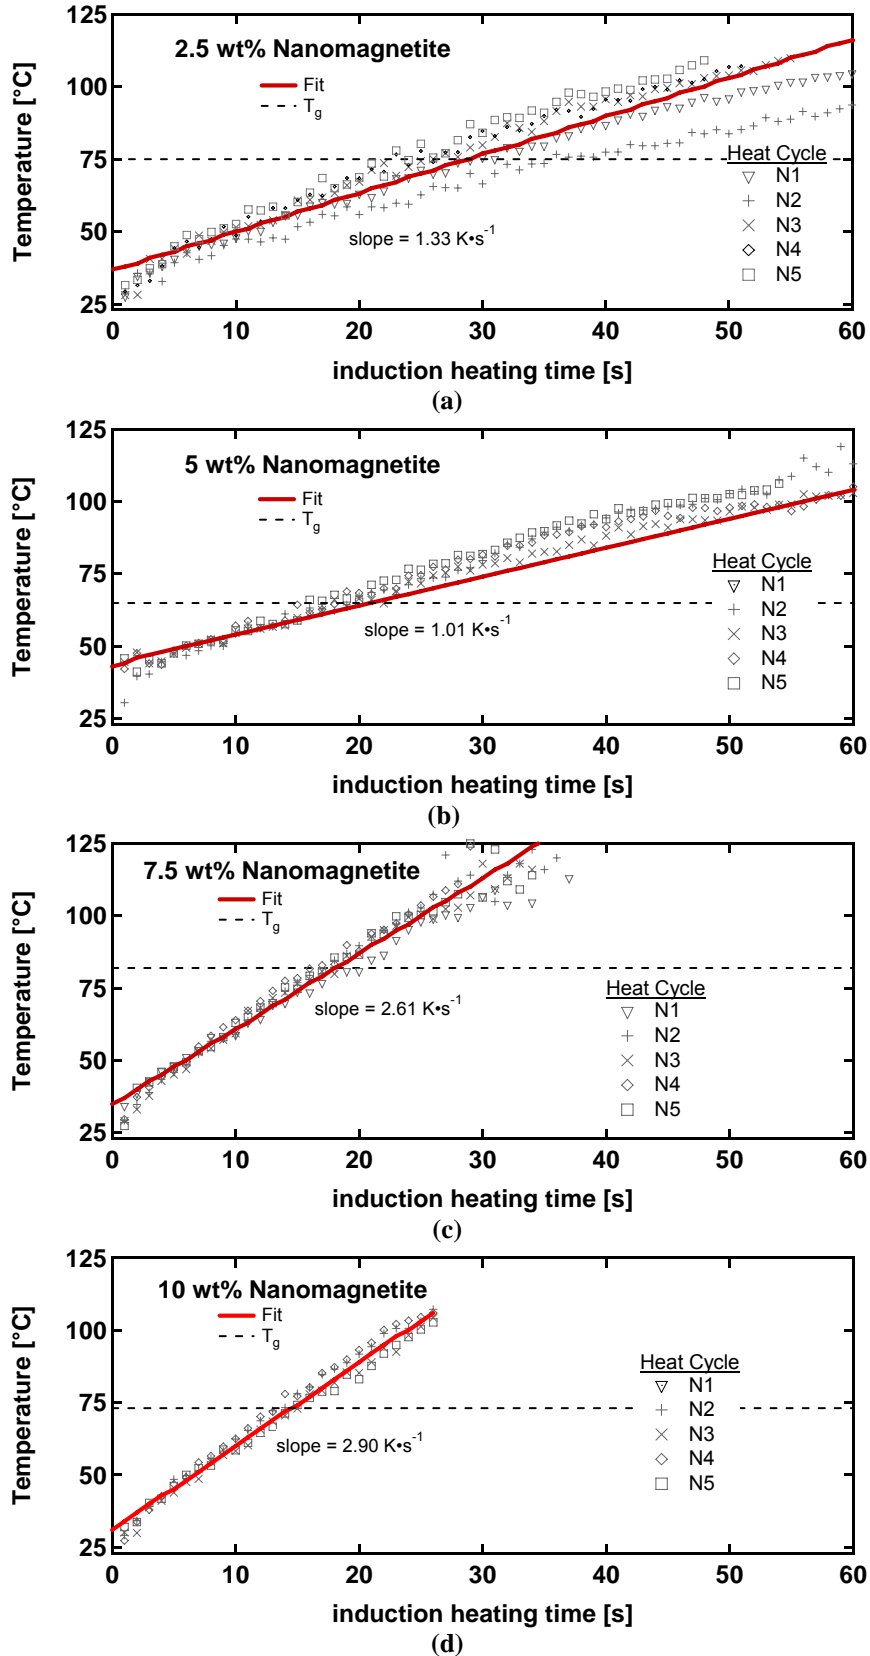 125
100
75
50
25
Temperature [°C]
2.5 wt% Nanomagnetite
Fit
Tg
slope = 1.33 K•s-1
Heat Cycle
N1
N2
N3
N4
N5
0 10 20 30 40 50 60
induction heating time [s]
(a)
125
100
75
50
25
Temperature [°C]
5 wt% Nanomagnetite
Fit
Tg
slope = 1.01 K•s-1
Heat Cycle
N1
N2
N3
N4
N5
0 10 20 30 40 50 60
induction heating time [s]
(b)
125
100
75
50
25
Temperature [°C]
7.5 wt% Nanomagnetite
Fit
Tg
slope = 2.61 K•s-1
Heat Cycle
N1
N2
N3
N4
N5
0 10 20 30 40 50 60
induction heating time [s]
(c)
125
100
75
50
25
Temperature [°C]
10 wt% Nanomagnetite
Fit
Tg
slope = 2.90 K•s-1
Heat Cycle
N1
N2
N3
N4
N5
0 10 20 30 40 50 60
induction heating time [s]
(d)